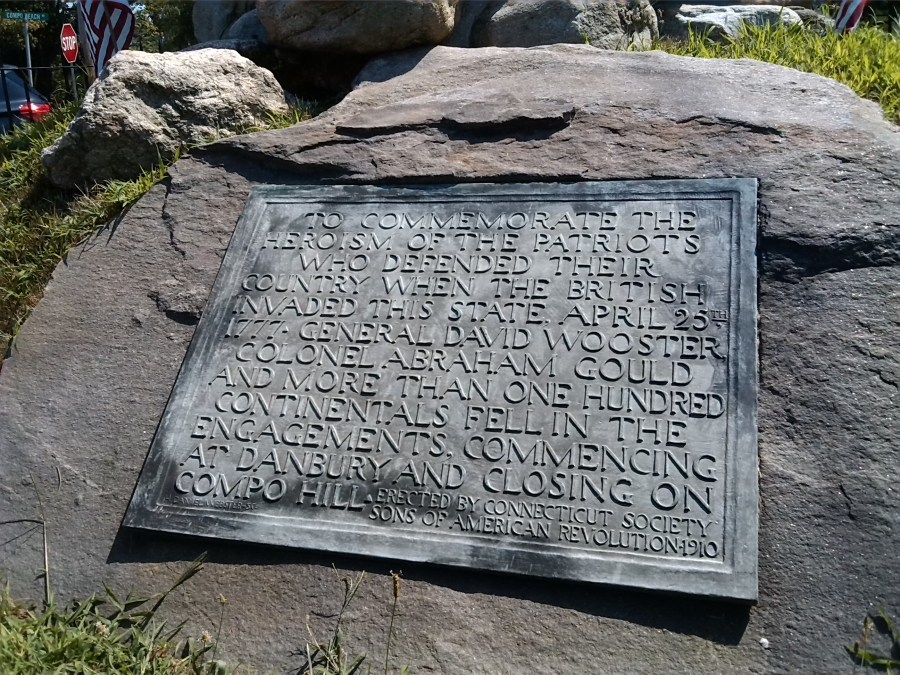 COMPO BEACH
STOP
TO COMMEMORATE THE
HEROISM OF THE PATRIOTS
WHO DEFENDED THEIR
COUNTRY WHEN THE BRITISH
INVADED THIS STATE, APRIL 25TH
1777. GENERAL DAVID WOOSTER
COLONEL ABRAHAM GOULD
AND MORE THAN ONE HUNDRED
CONTINENTALS FELL IN THE
ENGAGEMENTS, COMMENCING
AT DANBURY AND CLOSING ON
COMPO HILL. ERECTED BY CONNECTICUT SOCIETY
SONS OF AMERICAN REVOLUTION·1910